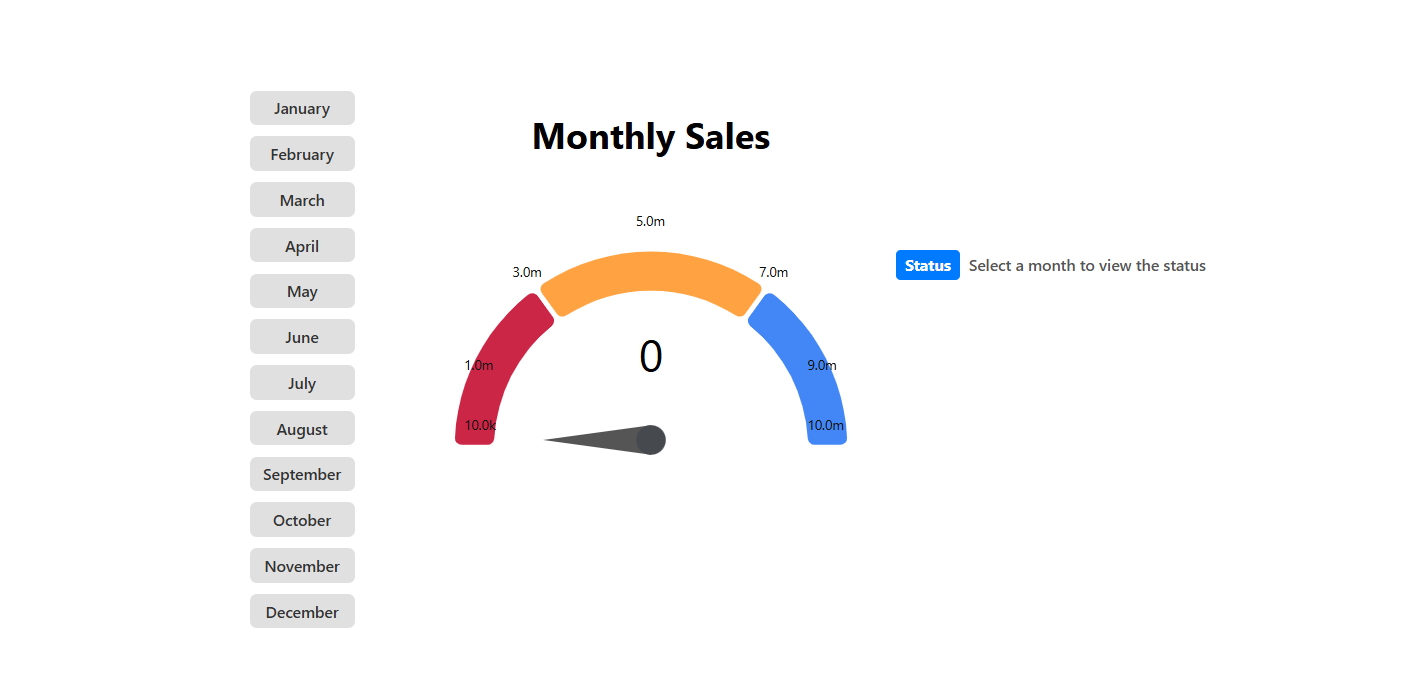 January
February
March
April
May
June
July
August
September
October
November
December
Monthly Sales
5.0m
3.0m
7.0m
1.0m
9.0m
0
10.0k
10.0m
Status Select a month to view the status